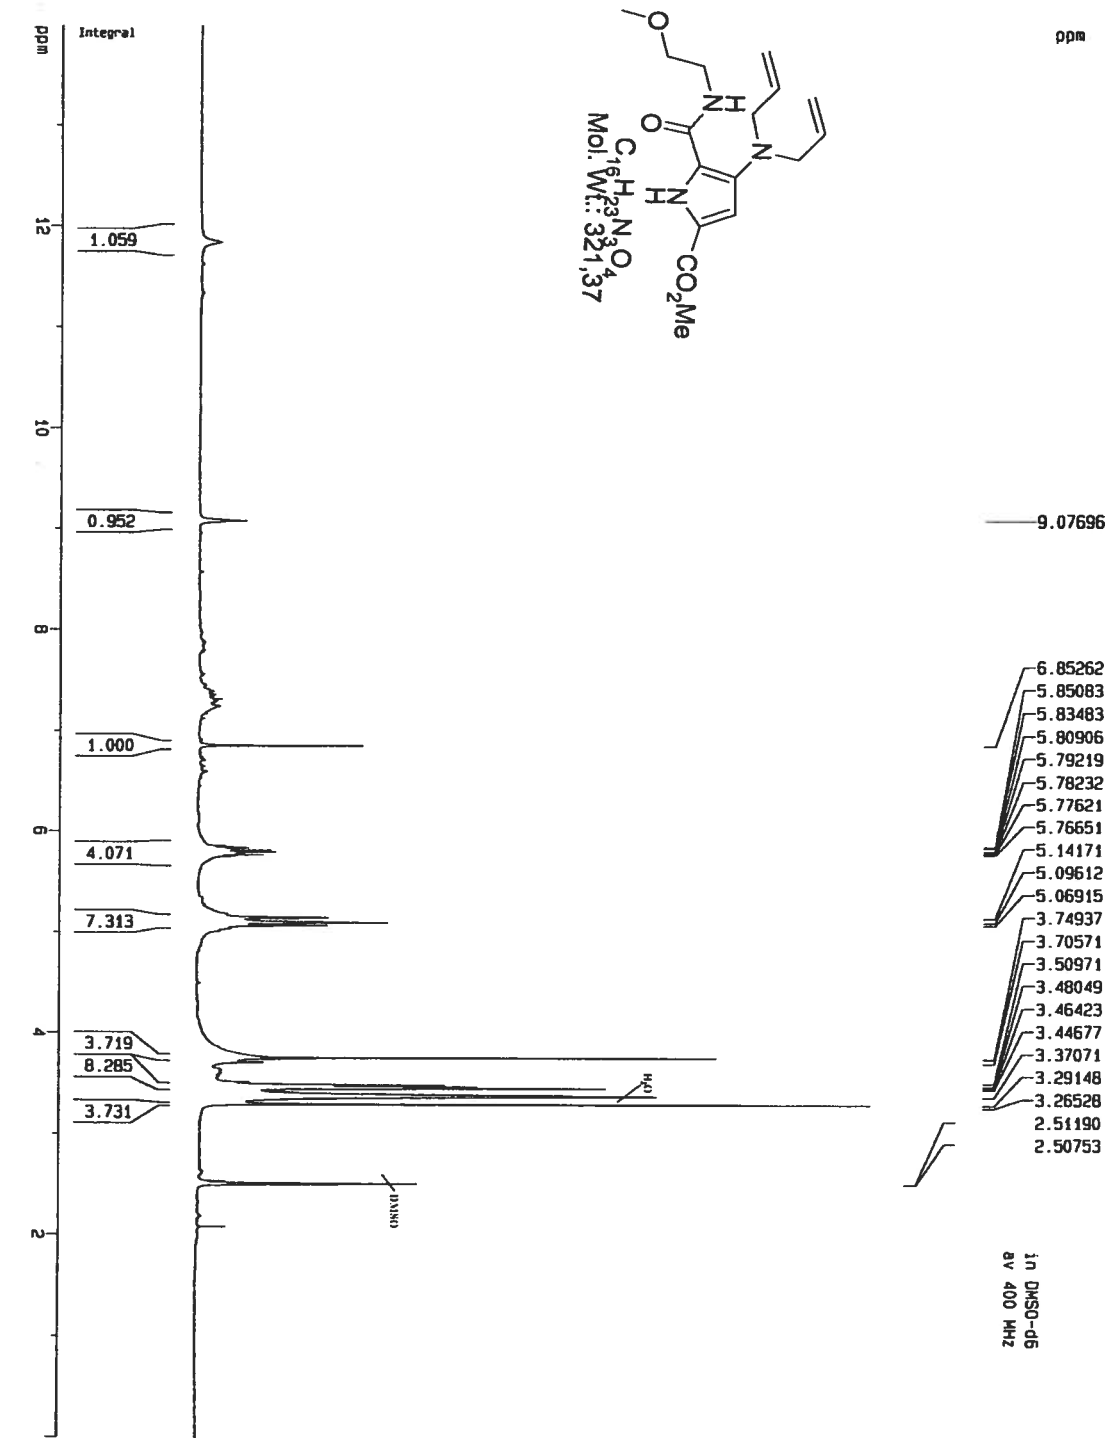 ppm
Integral
12
10
8
6
4
2
1.059
0.952
1.000
4.071
7.313
3.719
8.285
3.731
O
NH
O
N
HN
CO2Me
C16H23N3O4
Mol. Wt.: 321,37
H2O
DMSO
ppm
9.07696
6.85262
5.85083
5.83483
5.80906
5.79219
5.78232
5.77621
5.76651
5.14171
5.09612
5.06915
3.74937
3.70571
3.50971
3.48049
3.46423
3.44677
3.37071
3.29148
3.26528
2.51190
2.50753
in DMSO-d6
av 400 MHz